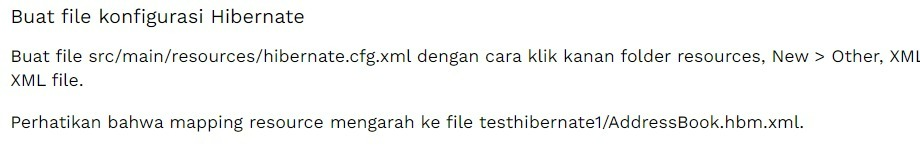 Buat file konfigurasi Hibernate
Buat file src/main/resources/hibernate.cfg.xml dengan cara klik kanan folder resources, New > Other, XML
XML file.
Perhatikan bahwa mapping resource mengarah ke file testhibernate1/AddressBook.hbm.xml.